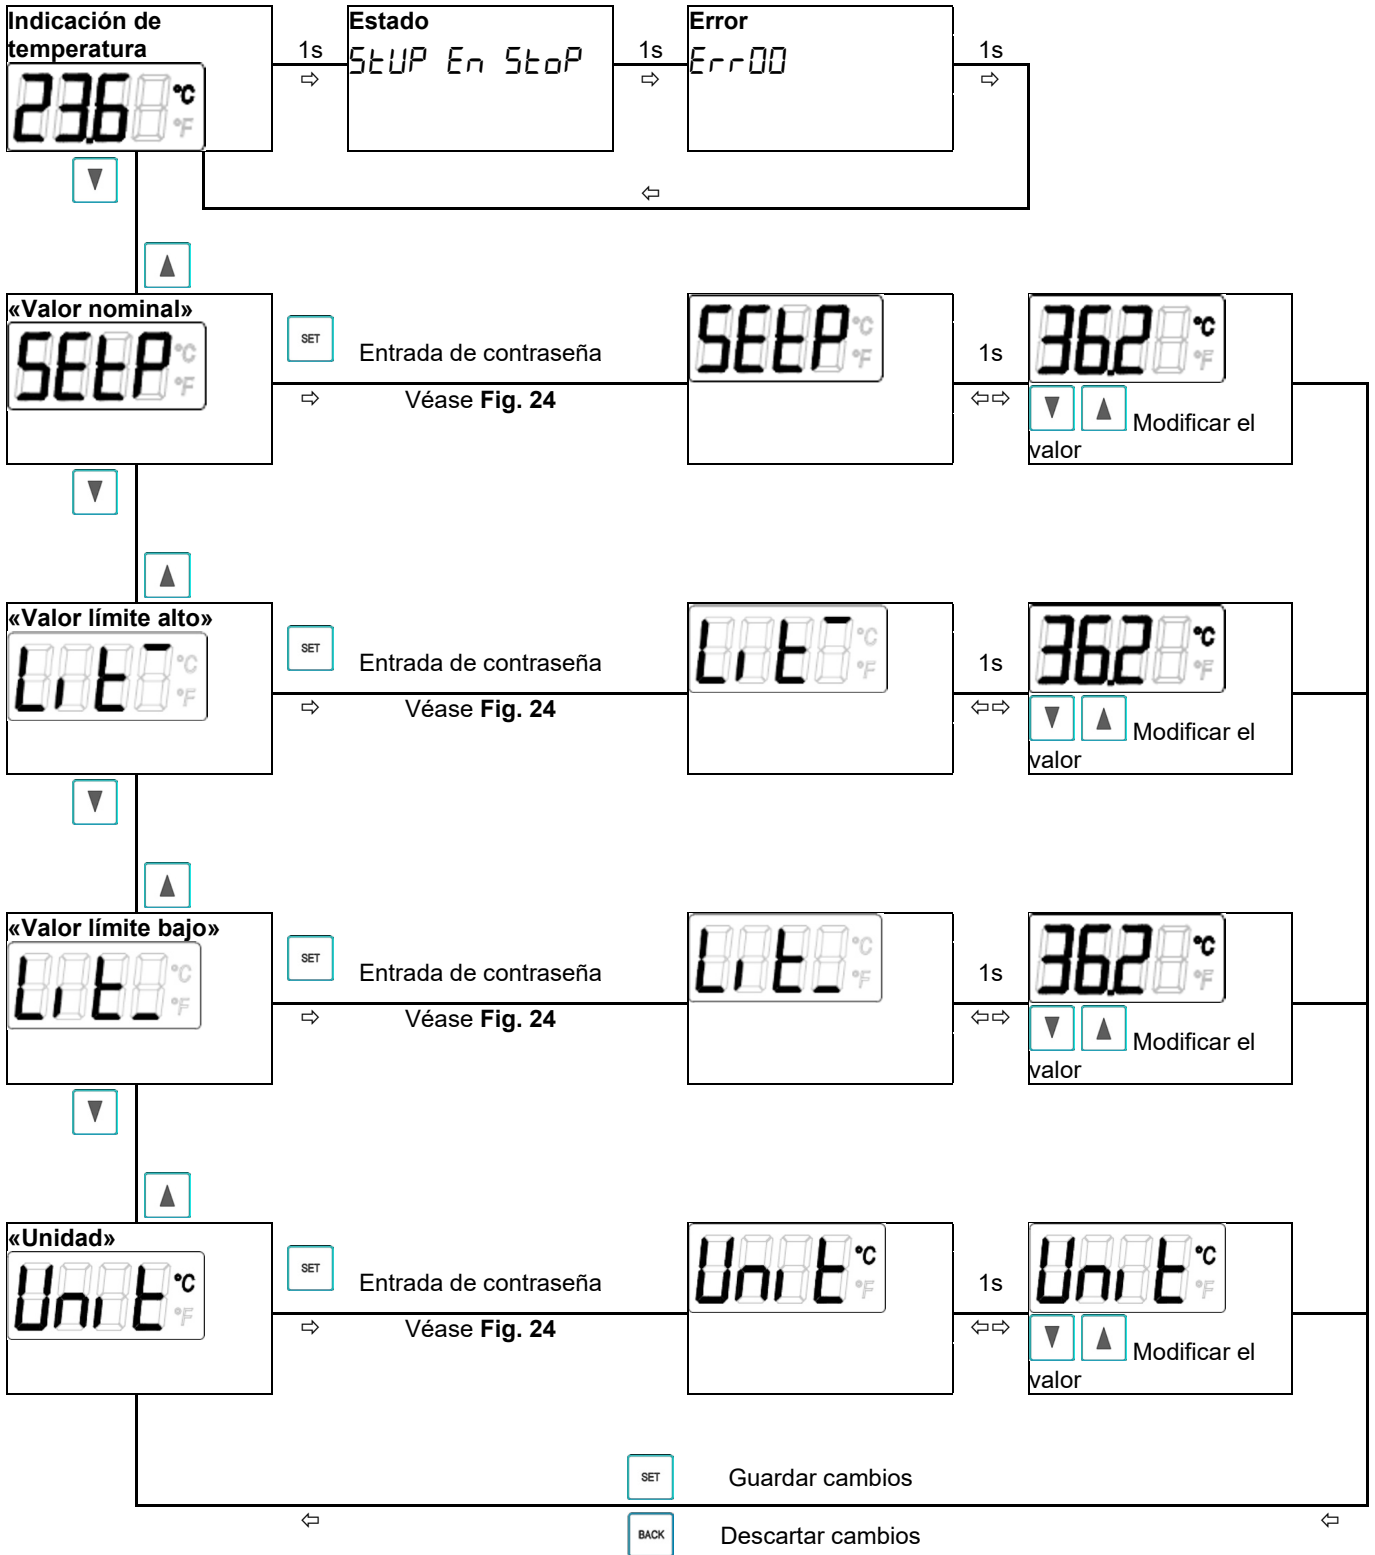 Indicación de
temperatura
23.6 °C
°F
1s
Estado
StUP En StoP
1s
Error
Err00
1s
«Valor nominal»
SEtP °C
°F
SET
Entrada de contraseña
Véase Fig. 24
SEtP °C
°F
1s
36.2 °C
°F
Modificar el
valor
«Valor límite alto»
Lit¯ °C
°F
SET
Entrada de contraseña
Véase Fig. 24
Lit¯ °C
°F
1s
36.2 °C
°F
Modificar el
valor
«Valor límite bajo»
Lit_ °C
°F
SET
Entrada de contraseña
Véase Fig. 24
Lit_ °C
°F
1s
36.2 °C
°F
Modificar el
valor
«Unidad»
Unit °C
°F
SET
Entrada de contraseña
Véase Fig. 24
Unit °C
°F
1s
Unit °C
°F
Modificar el
valor
SET Guardar cambios
BACK Descartar cambios